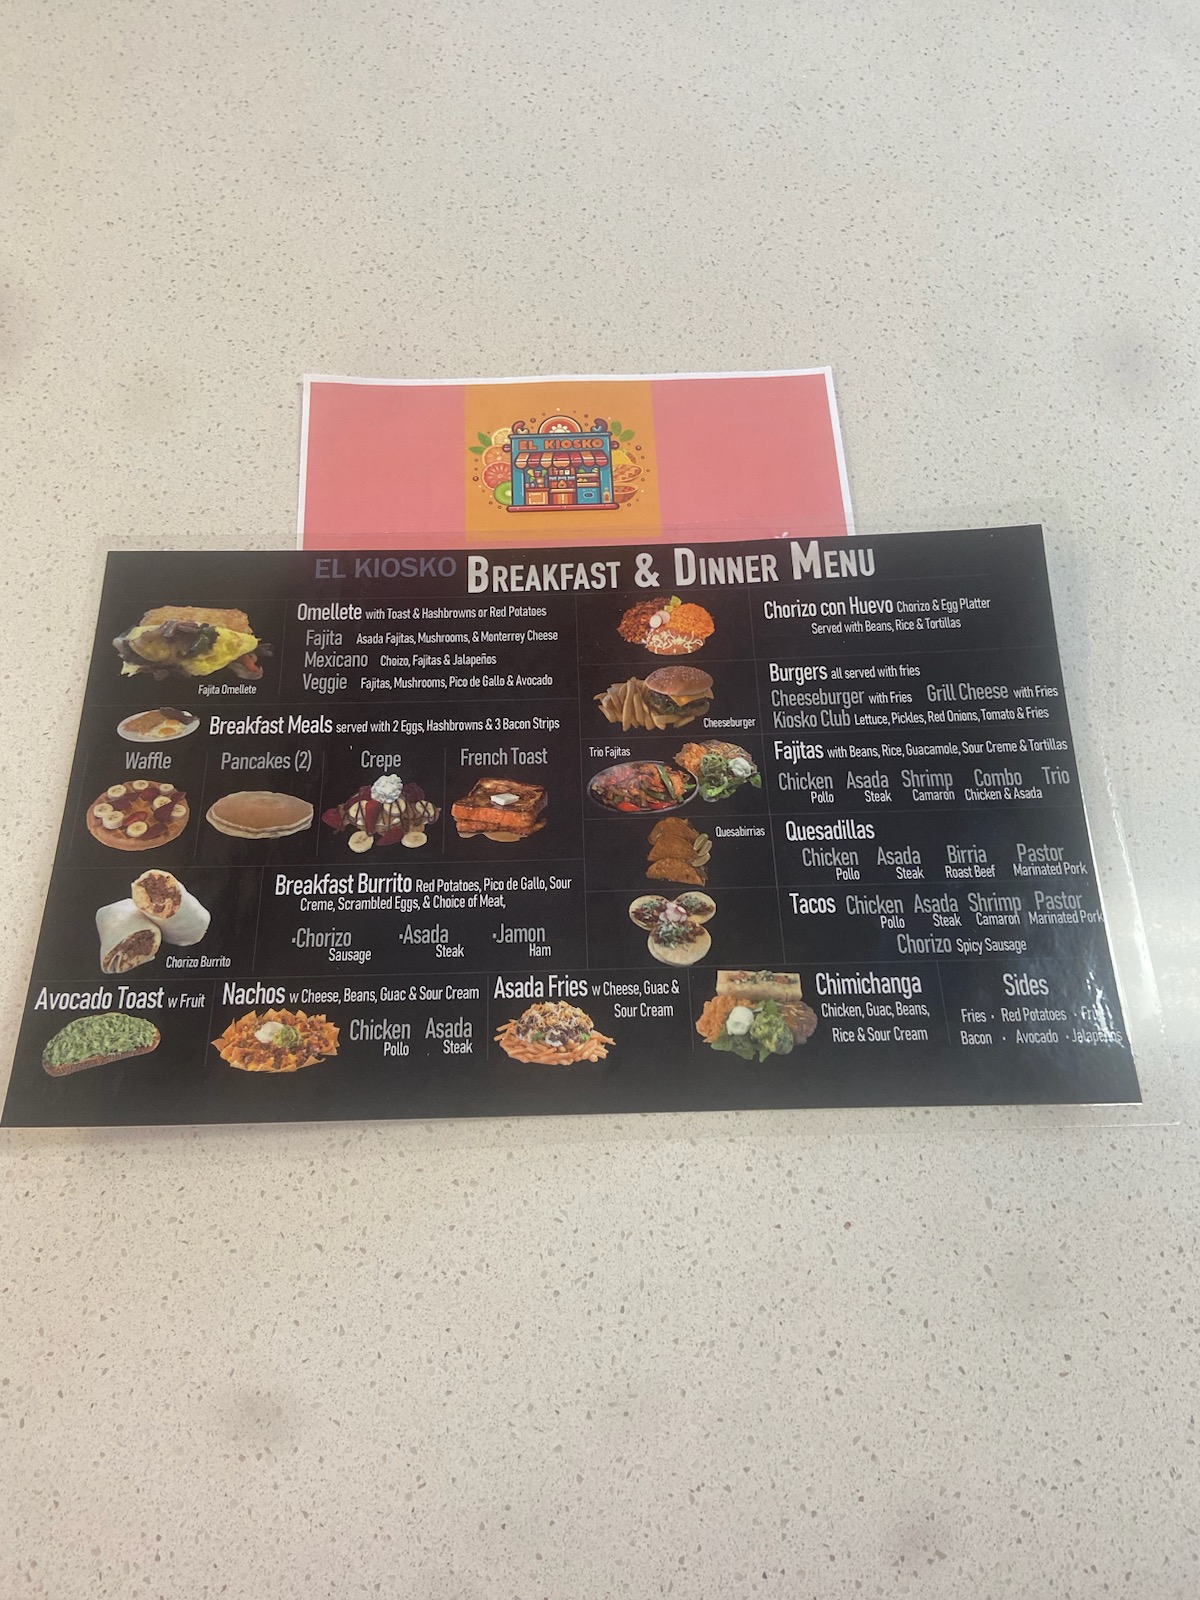 EL KIOSKO
EL KIOSKO BREAKFAST & DINNER MENU
Omellete with Toast & Hashbrowns or Red Potatoes
Fajita Asada Fajitas, Mushrooms, & Monterrey Cheese
Mexicano Choizo, Fajitas & Jalapeños
Veggie Fajitas, Mushrooms, Pico de Gallo & Avocado
Fajita Omellete
Breakfast Meals served with 2 Eggs, Hashbrowns & 3 Bacon Strips
Waffle Pancakes (2) Crepe French Toast
Breakfast Burrito Red Potatoes, Pico de Gallo, Sour
Creme, Scrambled Eggs, & Choice of Meat,
·Chorizo ·Asada ·Jamon
Sausage Steak Ham
Chorizo Burrito
Chorizo con Huevo Chorizo & Egg Platter
Served with Beans, Rice & Tortillas
Burgers all served with fries
Cheeseburger with Fries Grill Cheese with Fries
Kiosko Club Lettuce, Pickles, Red Onions, Tomato & Fries
Cheeseburger
Trio Fajitas
Fajitas with Beans, Rice, Guacamole, Sour Creme & Tortillas
Chicken Asada Shrimp Combo Trio
Pollo Steak Camaron Chicken & Asada
Quesabirrias
Quesadillas
Chicken Asada Birria Pastor
Pollo Steak Roast Beef Marinated Pork
Tacos Chicken Asada Shrimp Pastor
Pollo Steak Camaron Marinated Pork
Chorizo Spicy Sausage
Avocado Toast w Fruit
Nachos w Cheese, Beans, Guac & Sour Cream
Chicken Asada
Pollo Steak
Asada Fries w Cheese, Guac &
Sour Cream
Chimichanga
Chicken, Guac, Beans,
Rice & Sour Cream
Sides
Fries · Red Potatoes ·
Bacon · Avocado · Jalapeños